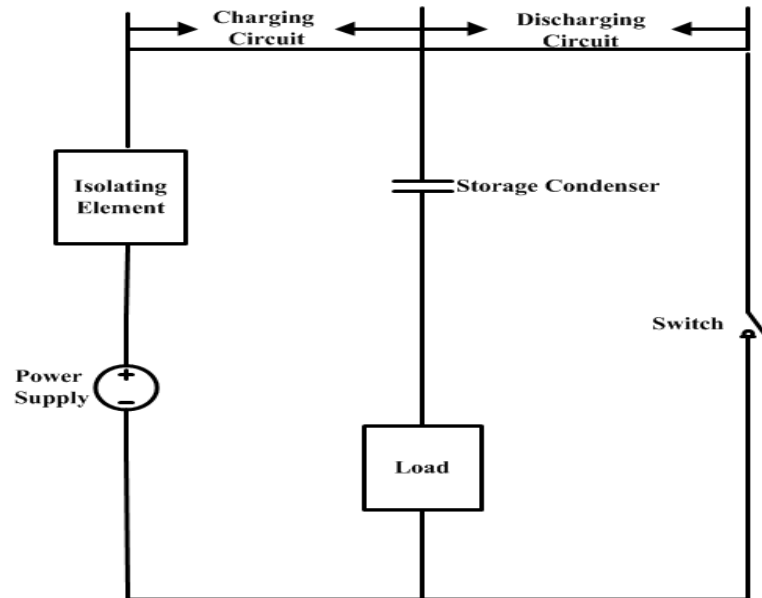 Charging
Circuit
Discharging
Circuit
Isolating
Element
Storage Condenser
Switch
Power
Supply
+
−
Load